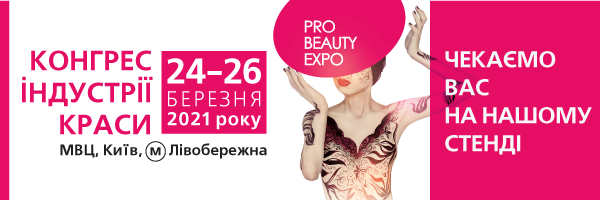 КОНГРЕС
ІНДУСТРІЇ
КРАСИ
24–26
БЕРЕЗНЯ
2021 року
МВЦ, Київ, М Лівобережна
PRO
BEAUTY
EXPO
ЧЕКАЄМО
ВАС
НА НАШОМУ
СТЕНДІ